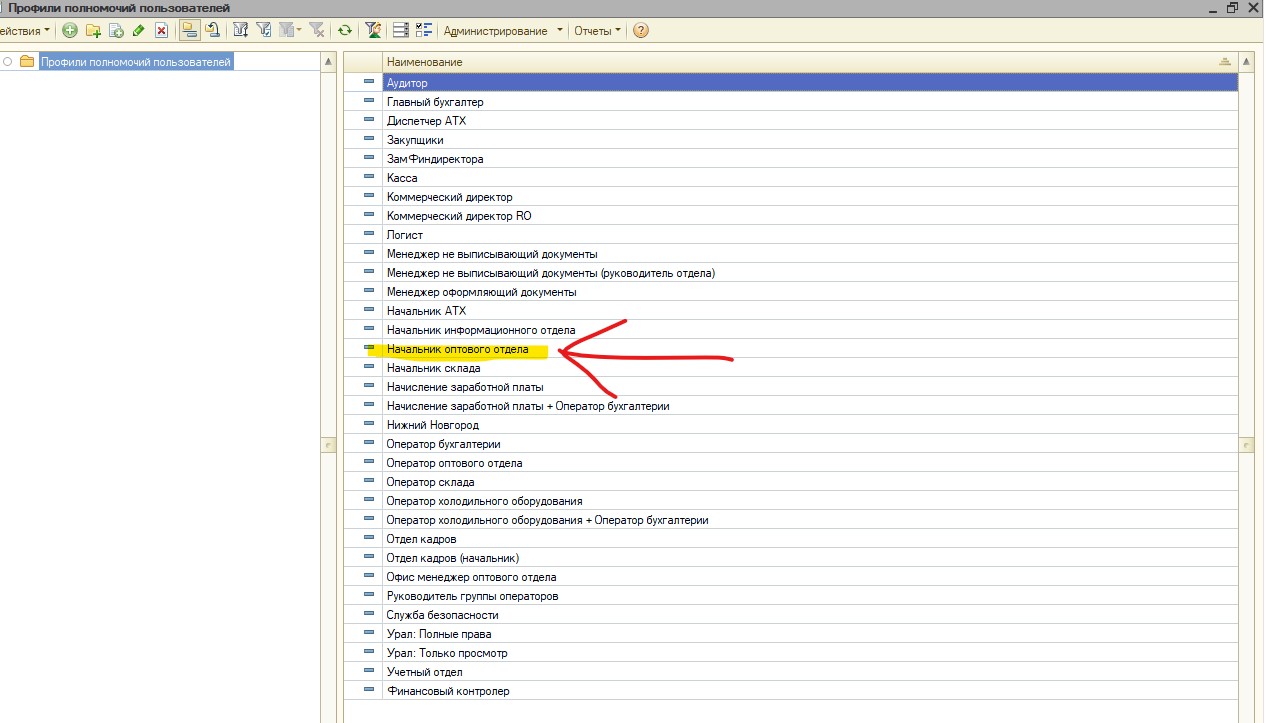 Профили полномочий пользователей
ействия
Администрирование
Отчеты
Профили полномочий пользователей
Наименование
Аудитор
Главный бухгалтер
Диспетчер АТХ
Закупщики
ЗамФиндиректора
Касса
Коммерческий директор
Коммерческий директор RO
Логист
Менеджер не выписывающий документы
Менеджер не выписывающий документы (руководитель отдела)
Менеджер оформляющий документы
Начальник АТХ
Начальник информационного отдела
Начальник оптового отдела
Начальник склада
Начисление заработной платы
Начисление заработной платы + Оператор бухгалтерии
Нижний Новгород
Оператор бухгалтерии
Оператор оптового отдела
Оператор склада
Оператор холодильного оборудования
Оператор холодильного оборудования + Оператор бухгалтерии
Отдел кадров
Отдел кадров (начальник)
Офис менеджер оптового отдела
Руководитель группы операторов
Служба безопасности
Урал: Полные права
Урал: Только просмотр
Учетный отдел
Финансовый контролер